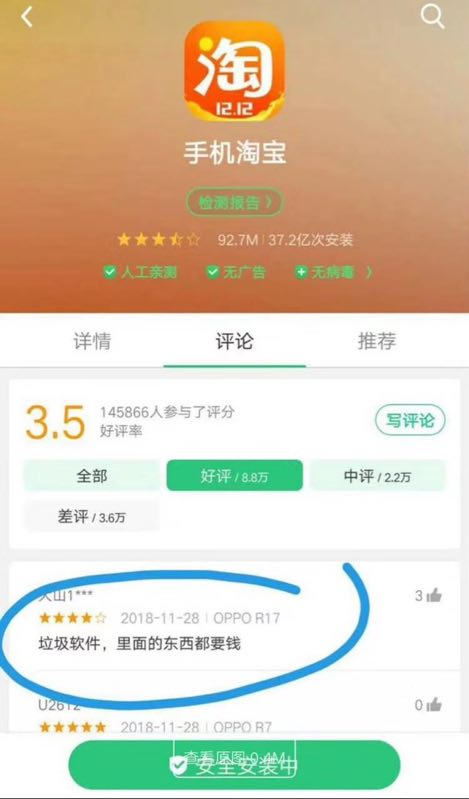 淘
12.12
手机淘宝
检测报告 〉
92.7M | 37.2亿次安装
人工亲测 无广告 无病毒 〉
详情 评论 推荐
3.5 145866人参与了评分
好评率
写评论
全部 好评 / 8.8万 中评 / 2.2万
差评 / 3.6万
火山1*** 3
2018-11-28 | OPPO R17
垃圾软件，里面的东西都要钱
0
2018-11-28 | OPPO R7
查看原图 0.4M
安全安装中